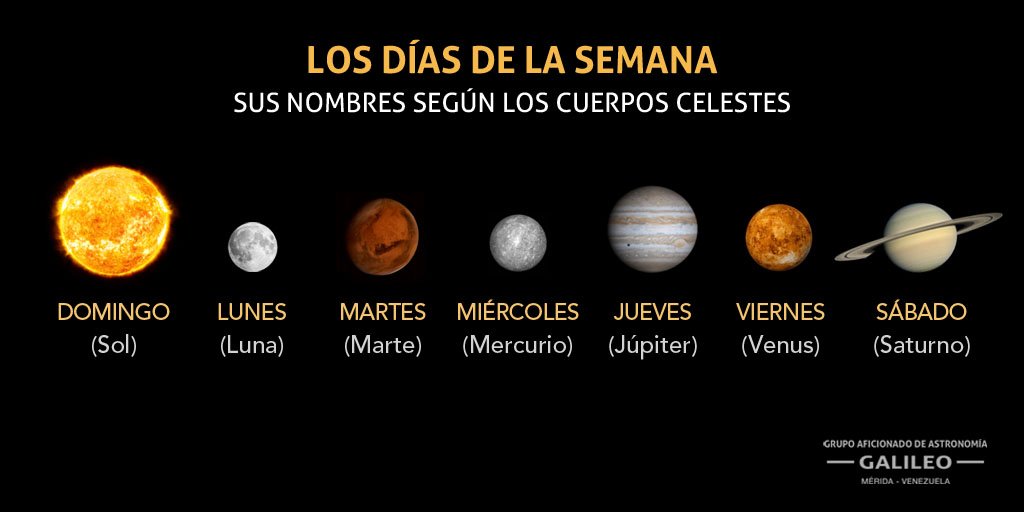 LOS DÍAS DE LA SEMANA
SUS NOMBRES SEGÚN LOS CUERPOS CELESTES
DOMINGO LUNES MARTES MIÉRCOLES JUEVES VIERNES SÁBADO
(Sol) (Luna) (Marte) (Mercurio) (Júpiter) (Venus) (Saturno)
GRUPO AFICIONADO DE ASTRONOMÍA
GALILEO
MÉRIDA - VENEZUELA